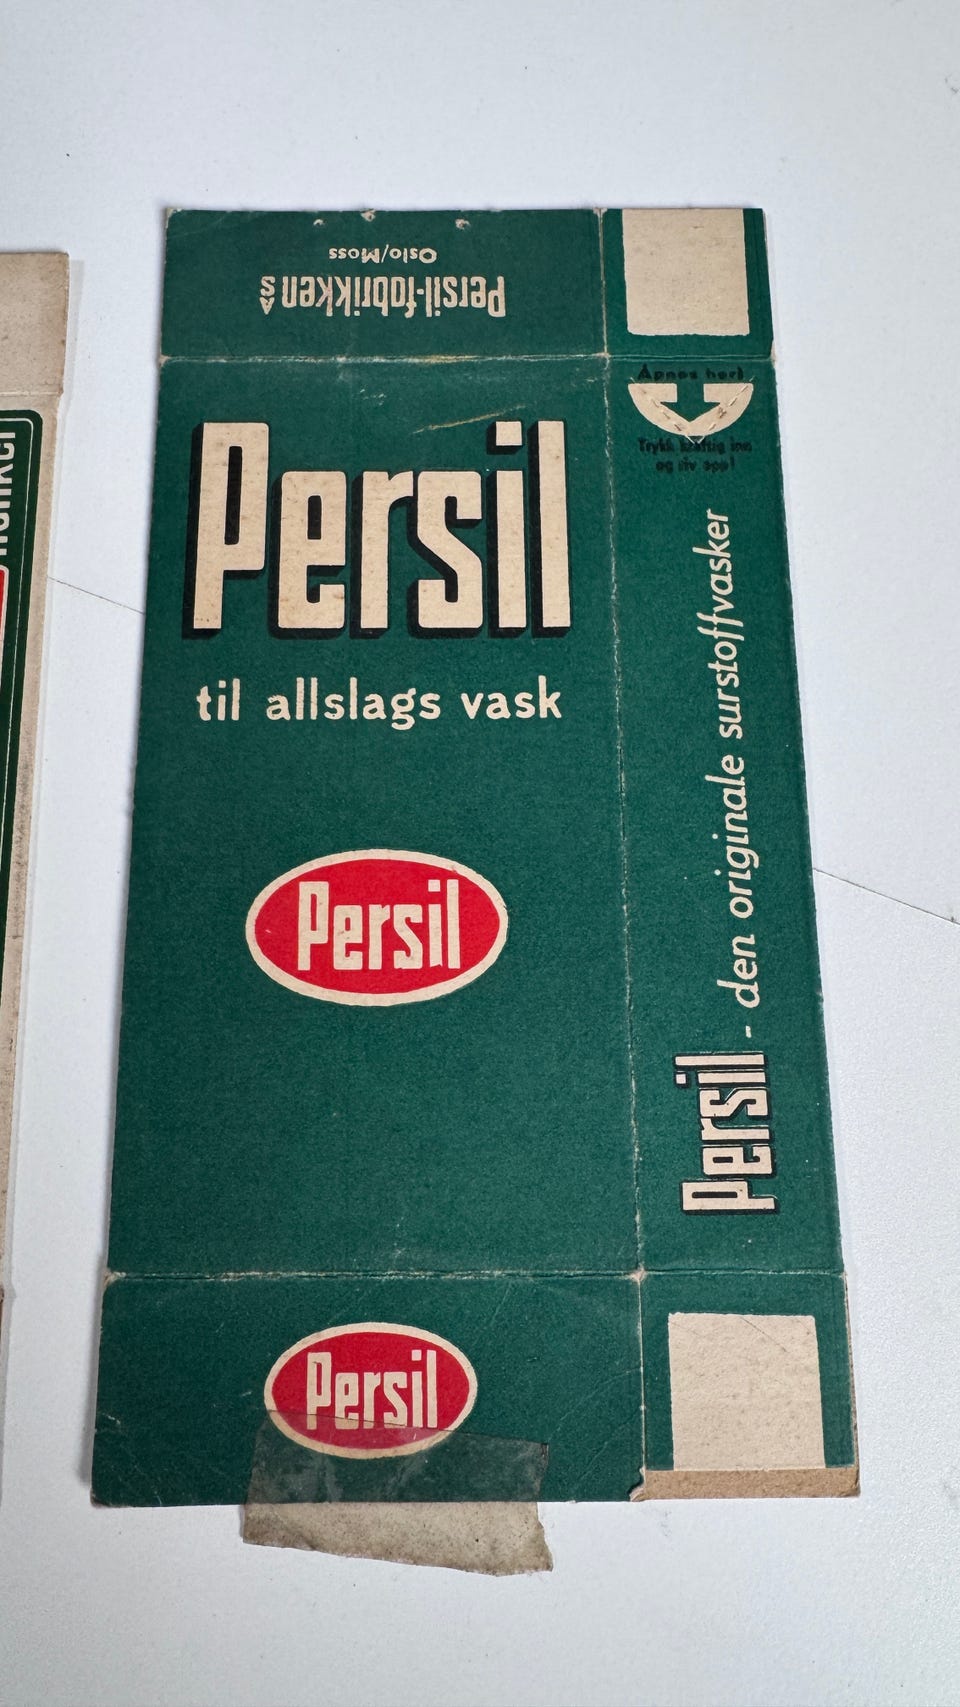 Persil-fabrikken A/S
Oslo/Moss
Persil
til allslags vask
Persil
Persil
Åpnes her!
Trykk kraftig inn
og riv opp!
Persil - den originale surstoffvasker
Henkel